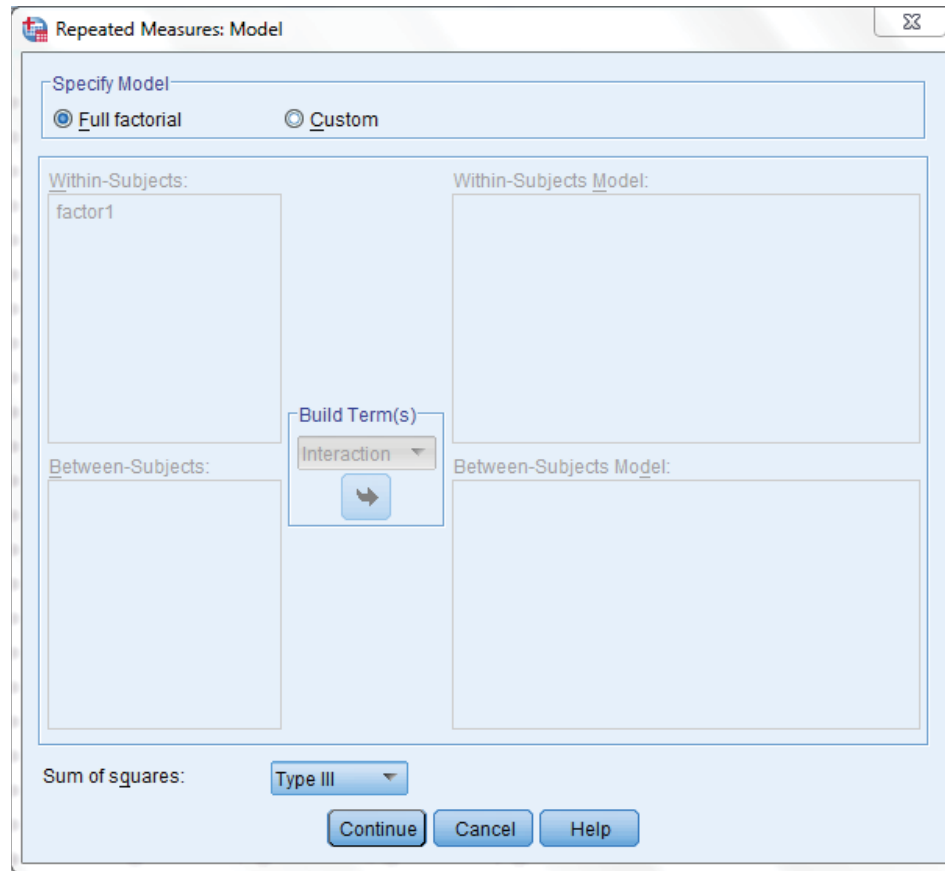 Repeated Measures: Model
Specify Model
Full factorial
Custom
Within-Subjects:
factor1
Within-Subjects Model:
Build Term(s)
Interaction
Between-Subjects:
Between-Subjects Model:
Sum of squares:
Type III
Continue
Cancel
Help